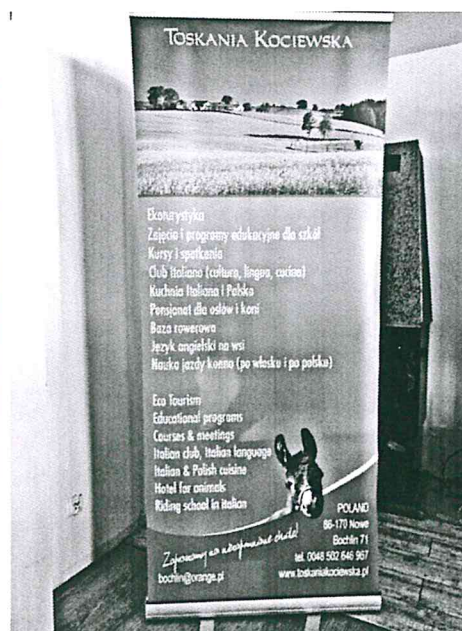 TOSKANIA KOCIEWSKA
Ekoturystyka
Zajęcia i programy edukacyjne dla szkół
Kursy i spotkania
Club Italiano (cultura, lingua, cucina)
Kuchnia Italiana i Polska
Pensjonat dla osłów i koni
Baza rowerowa
Język angielski na wsi
Nauka jazdy konno (po włosku i po polsku)
Eco Tourism
Educational programs
Courses & meetings
Italian club, Italian language
Italian & Polish cuisine
Hotel for animals
Riding school in Italian
POLAND
86-170 Nowe
Bochlin 71
tel. 0048 502 646 967
www.toskaniakociewska.pl
Zapraszamy na
bochlin@orange.pl